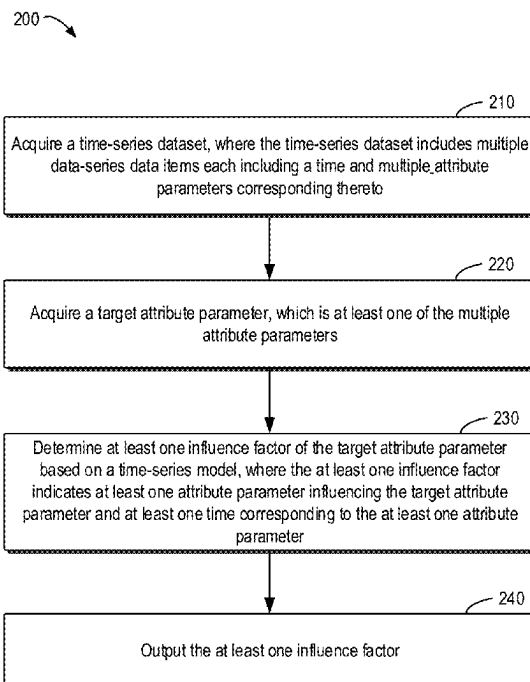 200
210
Acquire a time-series dataset, where the time-series dataset includes multiple
data-series data items each including a time and multiple attribute
parameters corresponding thereto
220
Acquire a target attribute parameter, which is at least one of the multiple
attribute parameters
230
Determine at least one influence factor of the target attribute parameter
based on a time-series model, where the at least one influence factor
indicates at least one attribute parameter influencing the target attribute
parameter and at least one time corresponding to the at least one attribute
parameter
240
Output the at least one influence factor